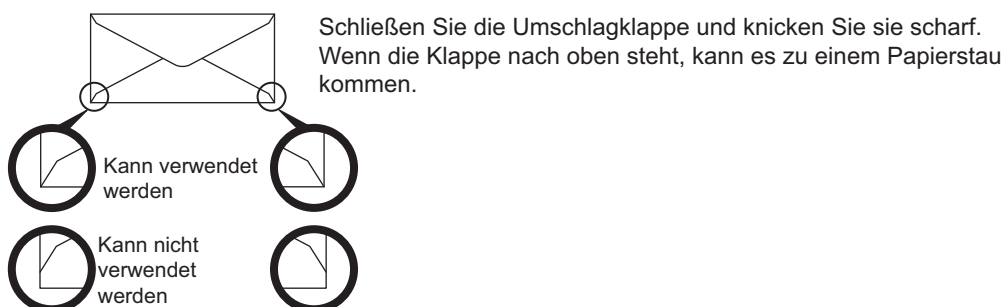 Schließen Sie die Umschlagklappe und knicken Sie sie scharf.
Wenn die Klappe nach oben steht, kann es zu einem Papierstau
kommen.
Kann verwendet
werden
Kann nicht
verwendet
werden